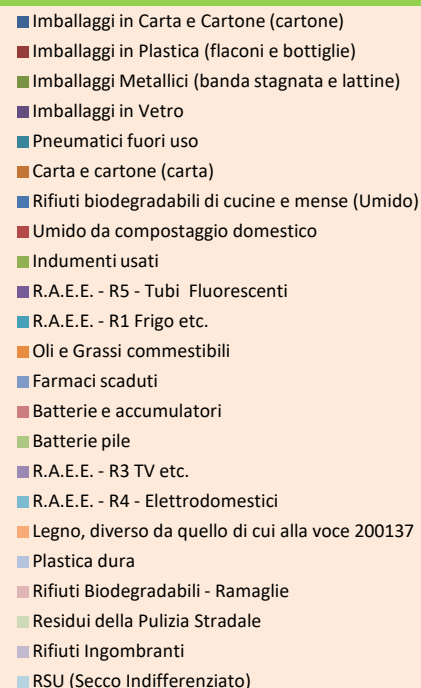 Imballaggi in Carta e Cartone (cartone)
Imballaggi in Plastica (flaconi e bottiglie)
Imballaggi Metallici (banda stagnata e lattine)
Imballaggi in Vetro
Pneumatici fuori uso
Carta e cartone (carta)
Rifiuti biodegradabili di cucine e mense (Umido)
Umido da compostaggio domestico
Indumenti usati
R.A.E.E. - R5 - Tubi Fluorescenti
R.A.E.E. - R1 Frigo etc.
Oli e Grassi commestibili
Farmaci scaduti
Batterie e accumulatori
Batterie pile
R.A.E.E. - R3 TV etc.
R.A.E.E. - R4 - Elettrodomestici
Legno, diverso da quello di cui alla voce 200137
Plastica dura
Rifiuti Biodegradabili - Ramaglie
Residui della Pulizia Stradale
Rifiuti Ingombranti
RSU (Secco Indifferenziato)